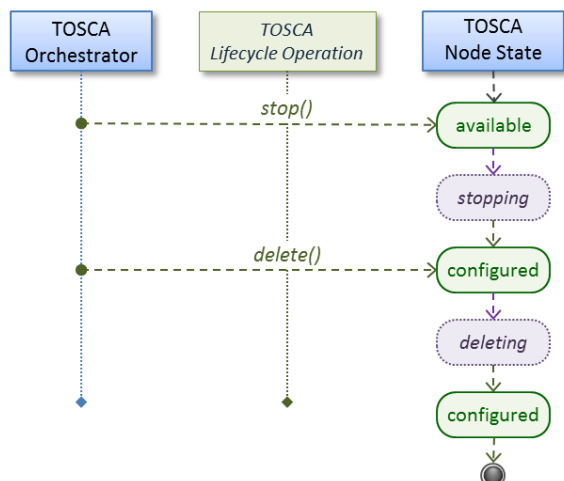 TOSCA
Orchestrator
TOSCA
Lifecycle Operation
TOSCA
Node State
stop()
available
stopping
delete()
configured
deleting
configured